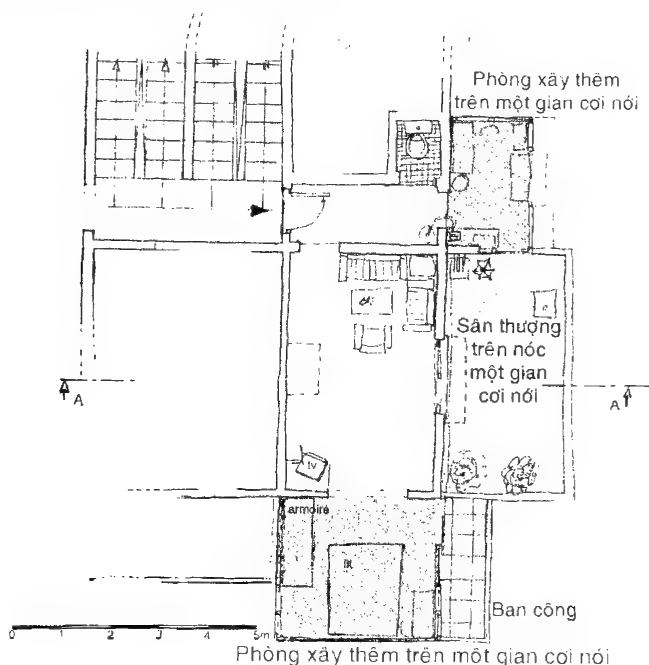 Phòng xây thêm
trên một gian cơi nới
Sân thượng
trên nóc
một gian
cơi nới
A
A
tv
armoire
lit
Ban công
0 1 2 3 4 5m
Phòng xây thêm trên một gian cơi nới